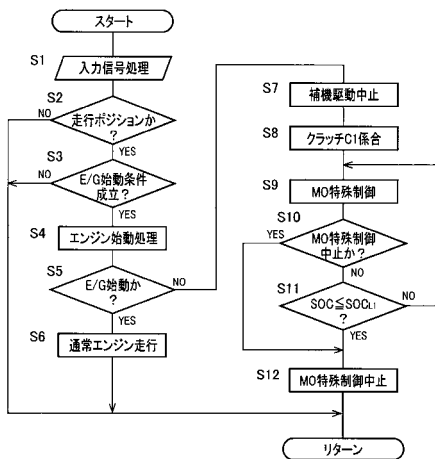 スタート
S1
入力信号処理
S2
走行ポジションか
?
NO
YES
S3
E/G始動条件
成立?
NO
YES
S4
エンジン始動処理
S5
E/G始動か
?
NO
YES
S6
通常エンジン走行
S7
補機駆動中止
S8
クラッチC1係合
S9
MO特殊制御
S10
MO特殊制御
中止か?
YES
NO
S11
SOC≦SOCL1
?
NO
YES
S12
MO特殊制御中止
リターン